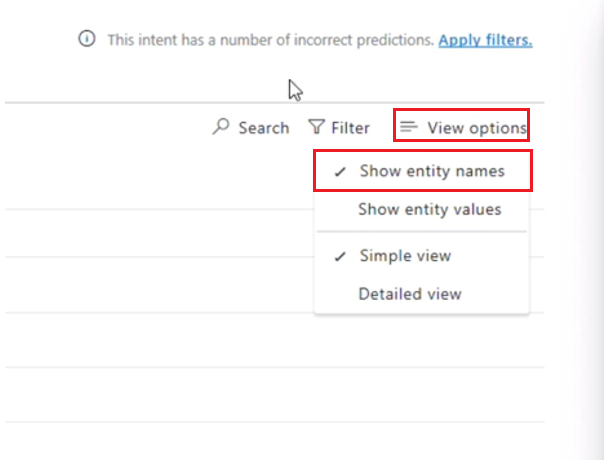 This intent has a number of incorrect predictions. Apply filters.
Search Filter View options
Show entity names
Show entity values
Simple view
Detailed view